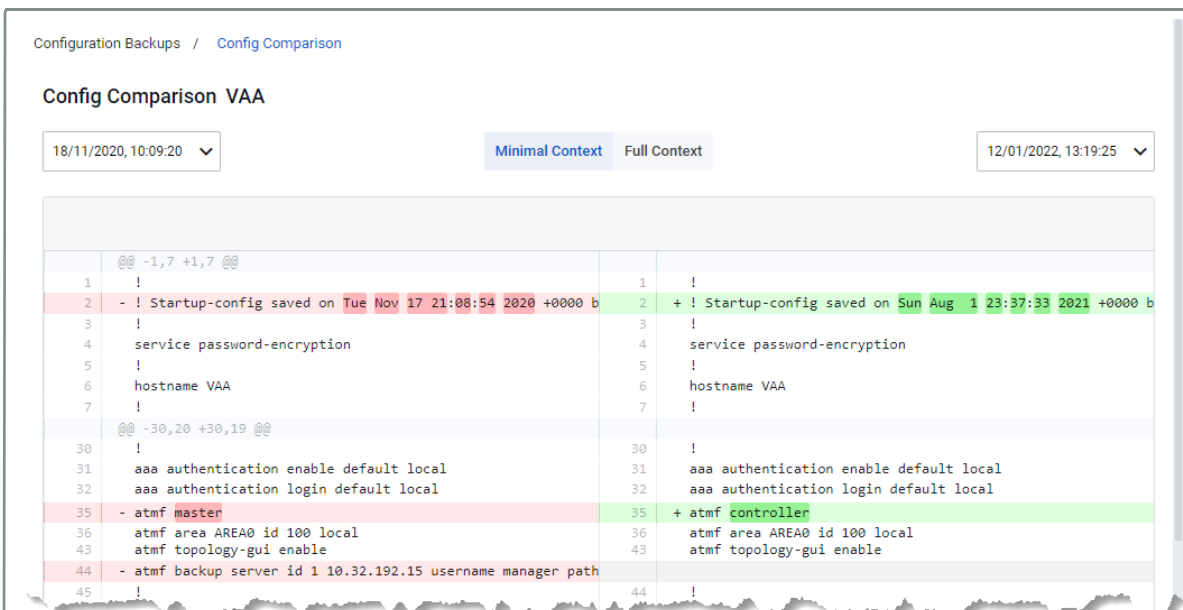 Configuration Backups / Config Comparison
Config Comparison VAA
18/11/2020, 10:09:20 Minimal Context Full Context 12/01/2022, 13:19:25
@@ -1,7 +1,7 @@
1 ! 1 !
2 - ! Startup-config saved on Tue Nov 17 21:08:54 2020 +0000 b 2 + ! Startup-config saved on Sun Aug 1 23:37:33 2021 +0000 b
3 ! 3 !
4 service password-encryption 4 service password-encryption
5 ! 5 !
6 hostname VAA 6 hostname VAA
7 ! 7 !
@@ -30,20 +30,19 @@
30 ! 30 !
31 aaa authentication enable default local 31 aaa authentication enable default local
32 aaa authentication login default local 32 aaa authentication login default local
35 - atmf master 35 + atmf controller
36 atmf area AREA0 id 100 local 36 atmf area AREA0 id 100 local
43 atmf topology-gui enable 43 atmf topology-gui enable
44 - atmf backup server id 1 10.32.192.15 username manager path
45 ! 44 !